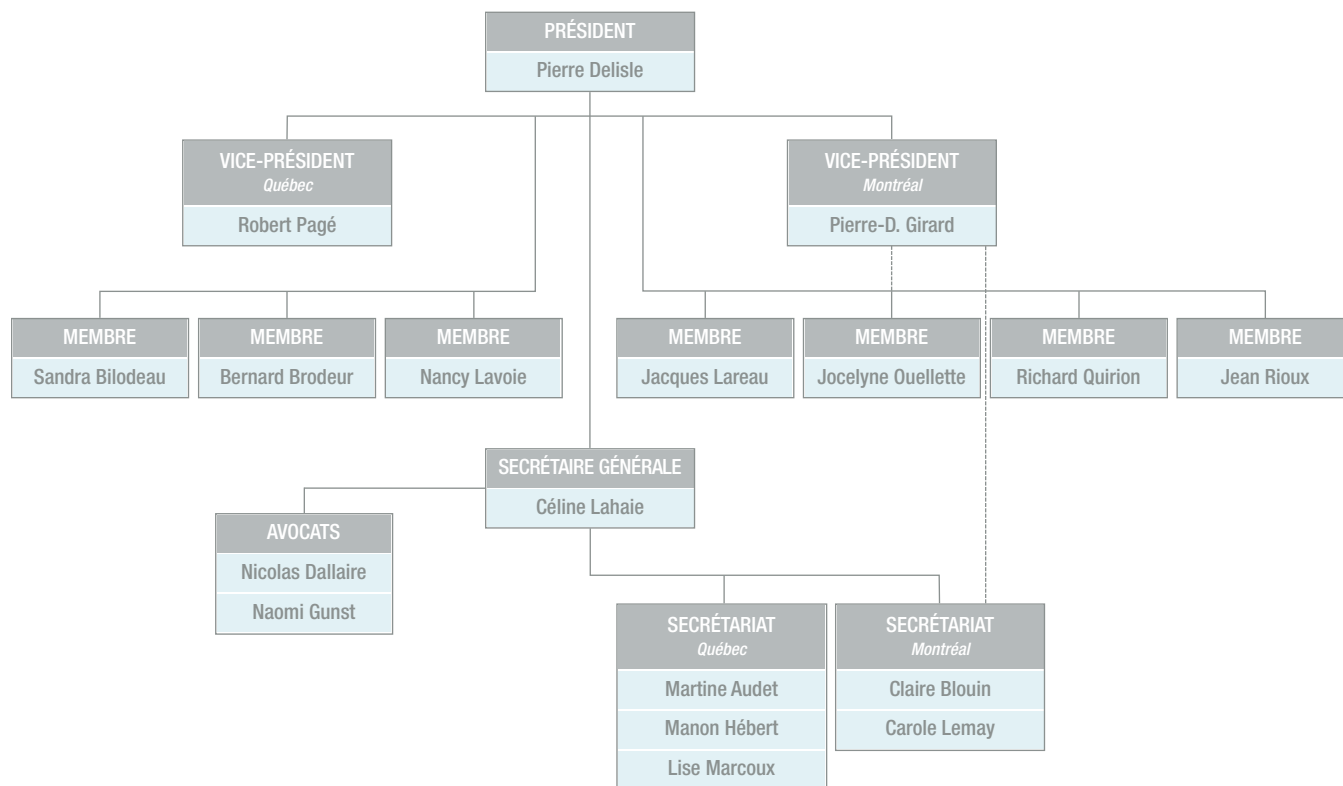 PRÉSIDENT
Pierre Delisle
VICE-PRÉSIDENT
Québec
Robert Pagé
VICE-PRÉSIDENT
Montréal
Pierre-D. Girard
MEMBRE
Sandra Bilodeau
MEMBRE
Bernard Brodeur
MEMBRE
Nancy Lavoie
MEMBRE
Jacques Lareau
MEMBRE
Jocelyne Ouellette
MEMBRE
Richard Quirion
MEMBRE
Jean Rioux
SECRÉTAIRE GÉNÉRALE
Céline Lahaie
AVOCATS
Nicolas Dallaire
Naomi Gunst
SECRÉTARIAT
Québec
Martine Audet
Manon Hébert
Lise Marcoux
SECRÉTARIAT
Montréal
Claire Blouin
Carole Lemay